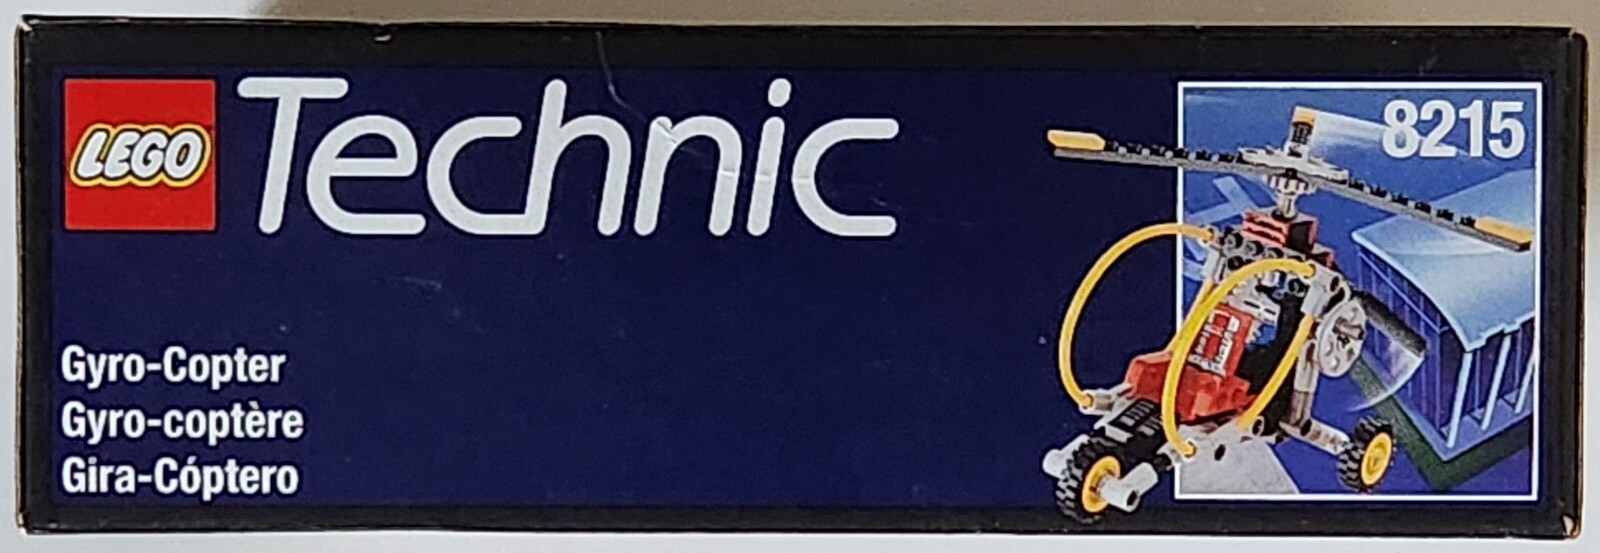 LEGO Technic
8215
Gyro-Copter
Gyro-coptère
Gira-Cóptero